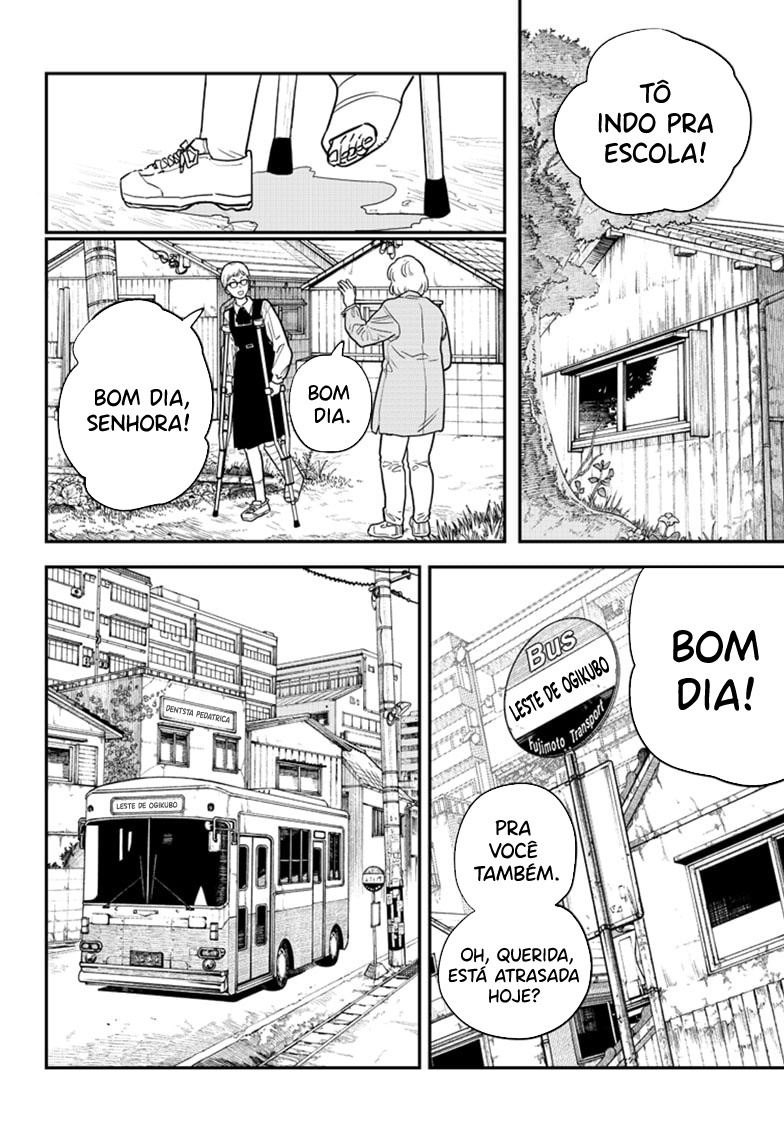 TÔ
INDO PRA
ESCOLA!
BOM
DIA.
BOM DIA,
SENHORA!
BOM
DIA!
Bus
LESTE DE OGIKUBO
Fujimoto Transport
PRA
VOCÊ
TAMBÉM.
OH, QUERIDA,
ESTÁ ATRASADA
HOJE?
DENTSTA PEDATRICA
LESTE DE OGIKUBO